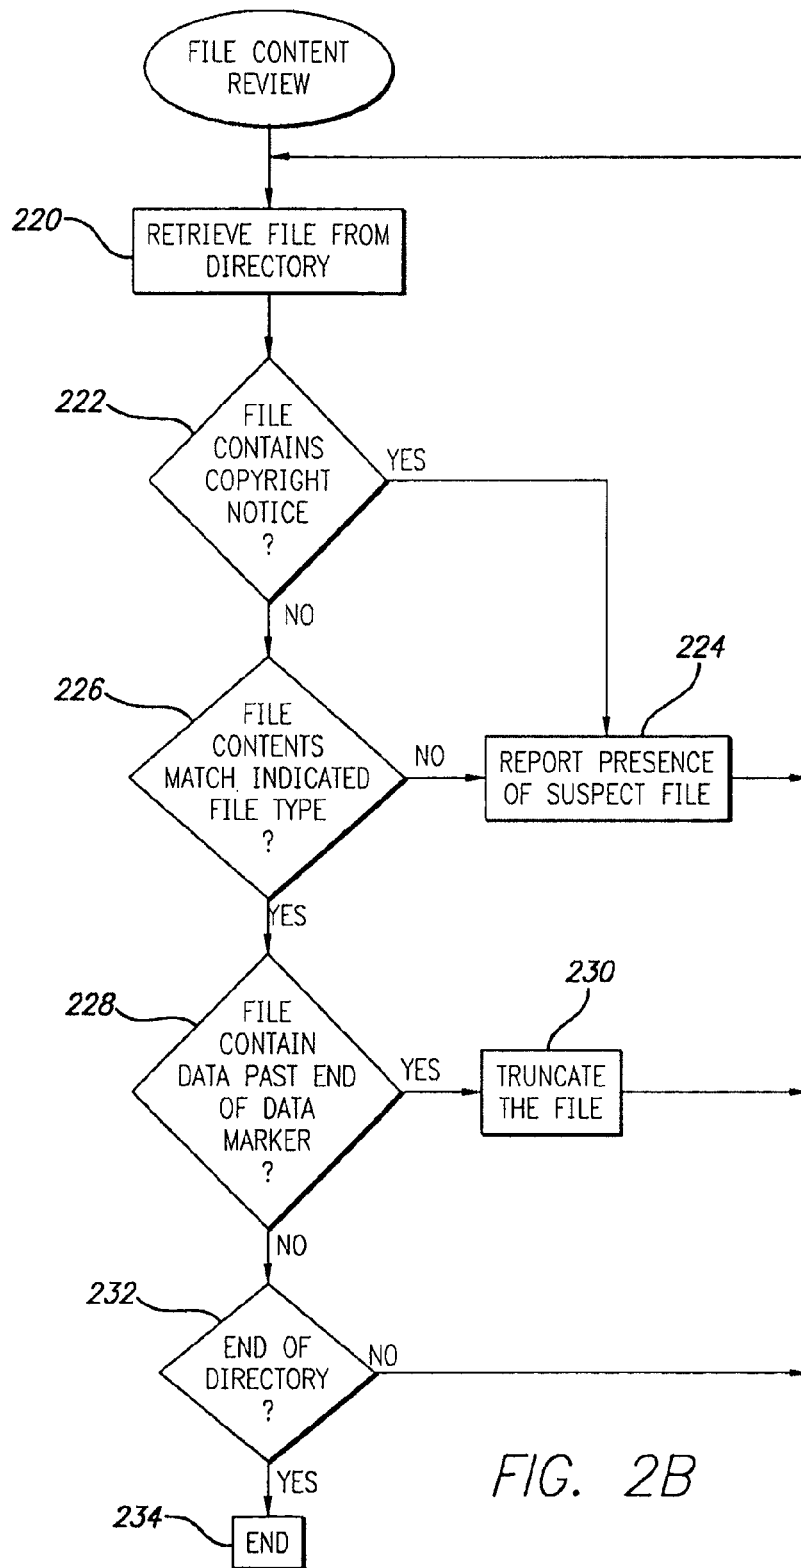 FILE CONTENT
REVIEW
220
RETRIEVE FILE FROM
DIRECTORY
222
FILE
CONTAINS
COPYRIGHT
NOTICE
?
YES
NO
224
226
FILE
CONTENTS
MATCH INDICATED
FILE TYPE
?
NO
REPORT PRESENCE
OF SUSPECT FILE
YES
228
FILE
CONTAIN
DATA PAST END
OF DATA
MARKER
?
YES
230
TRUNCATE
THE FILE
NO
232
END OF
DIRECTORY
?
NO
YES
234
END
FIG. 2B